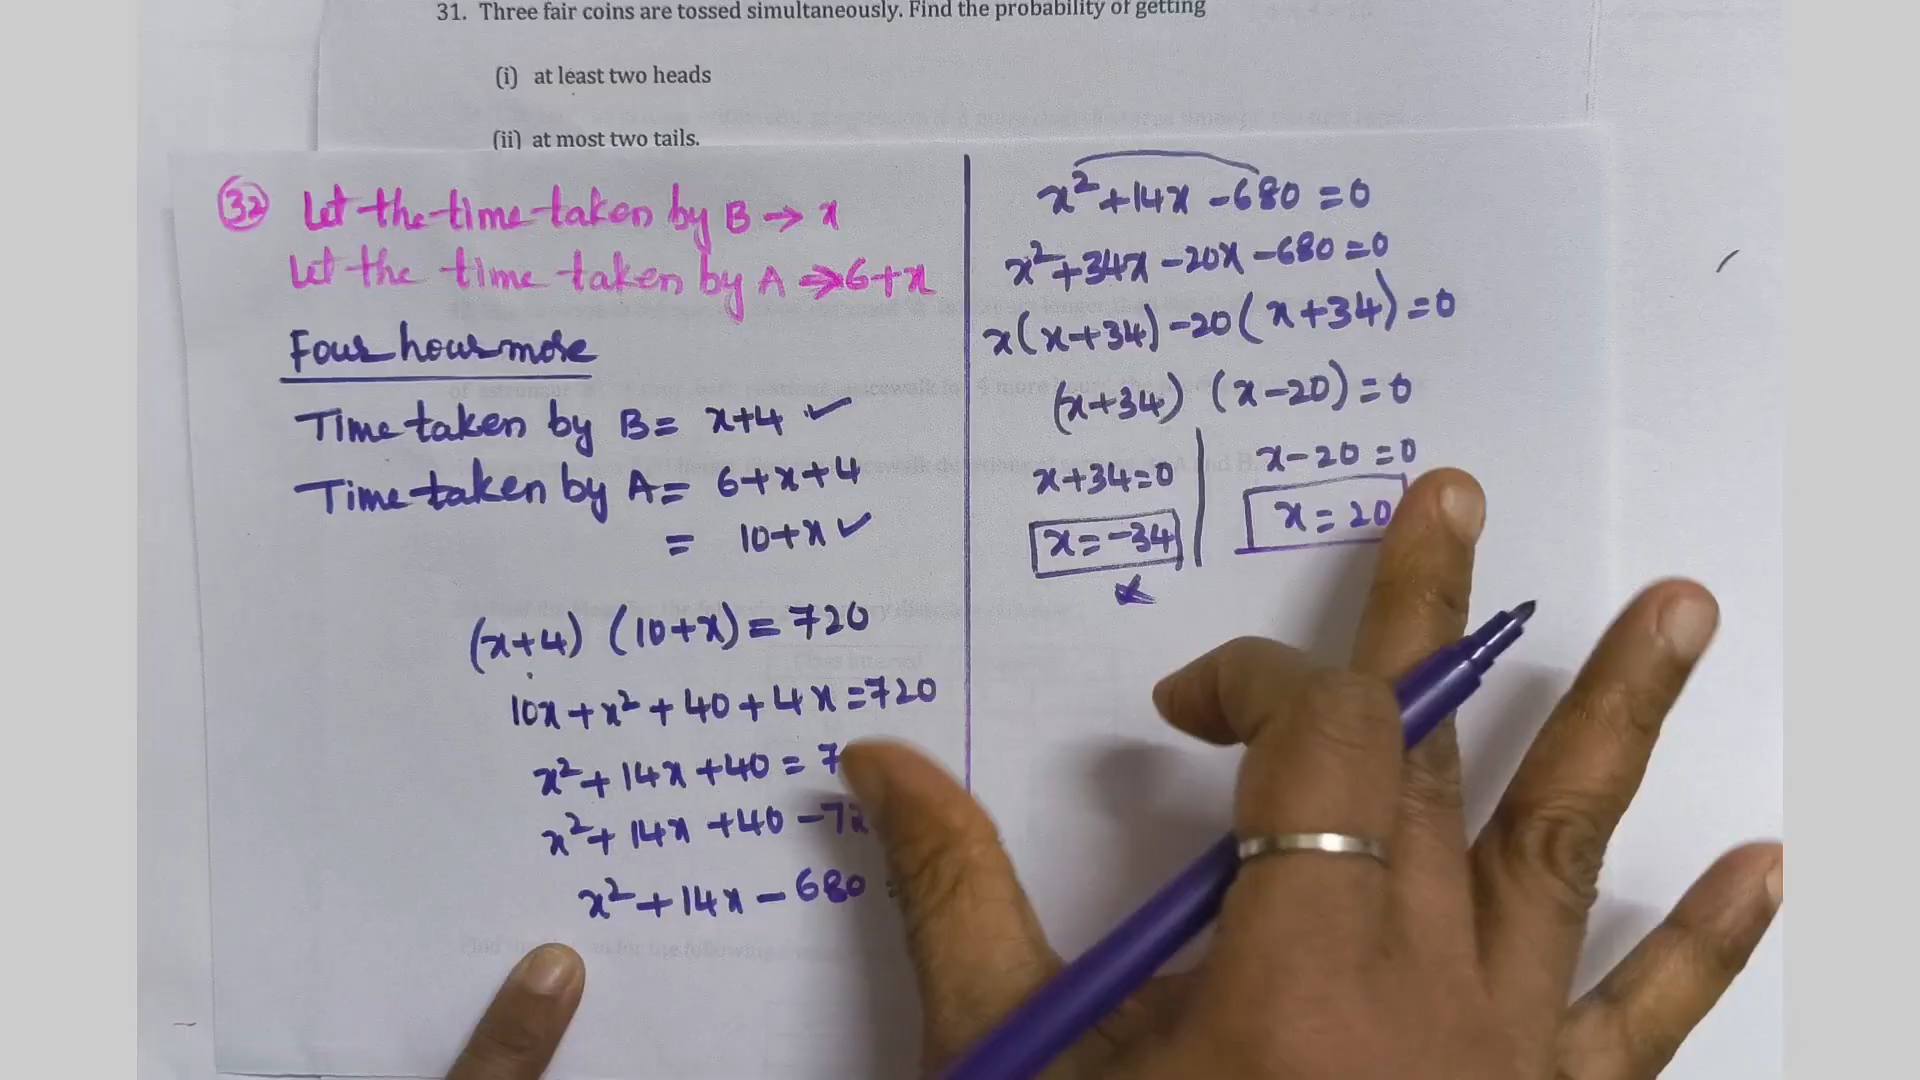 31. Three fair coins are tossed simultaneously. Find the probability of getting
(i) at least two heads
(ii) at most two tails.
32 Let the time taken by B → x
Let the time taken by A ⇒ 6+x
Four hour more
Time taken by B = x+4 ✓
Time taken by A = 6+x+4
= 10+x ✓
(x+4) (10+x) = 720
10x + x² + 40 + 4x = 720
x² + 14x + 40 = 7
x² + 14x + 40 - 72
x² + 14x - 680
x² + 14x - 680 = 0
x² + 34x - 20x - 680 = 0
x(x+34) - 20(x+34) = 0
(x+34) (x-20) = 0
x+34=0
x = -34
x-20=0
x = 20